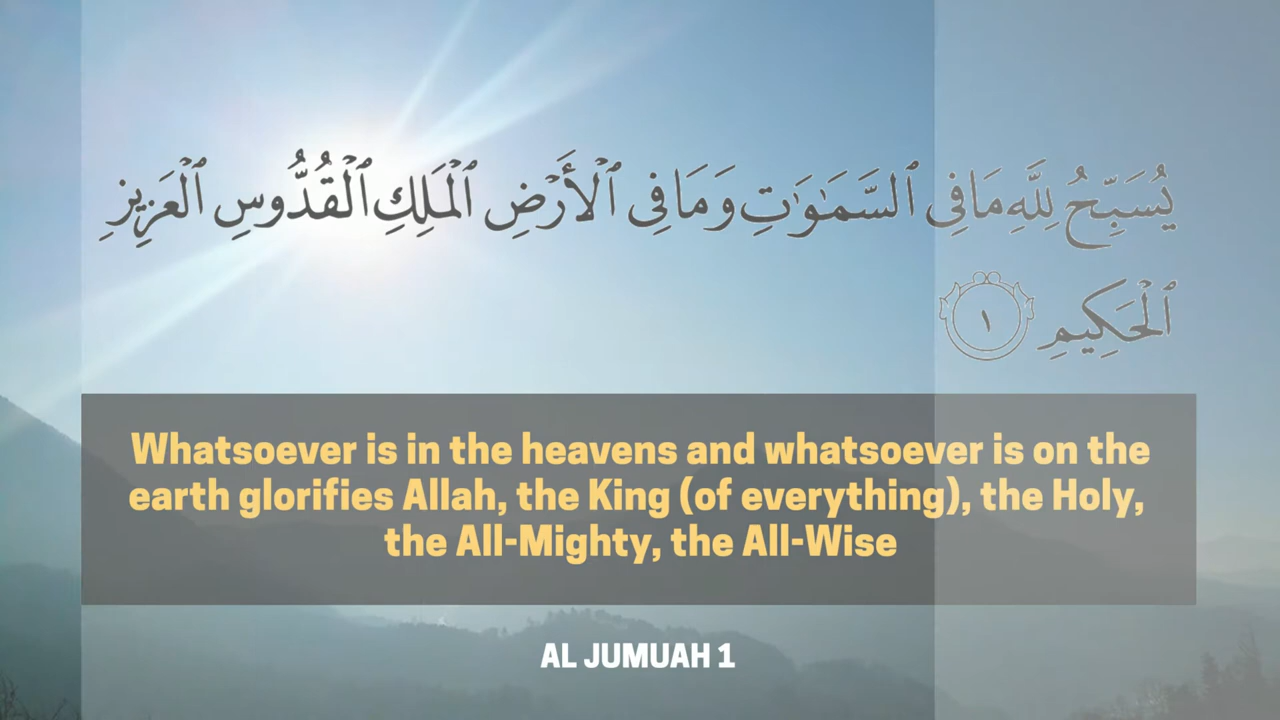 يُسَبِّحُ لِلَّهِ مَا فِى ٱلسَّمَـٰوَٰتِ وَمَا فِى ٱلْأَرْضِ ٱلْمَلِكِ ٱلْقُدُّوسِ ٱلْعَزِيزِ
ٱلْحَكِيمِ ١
Whatsoever is in the heavens and whatsoever is on the
earth glorifies Allah, the King (of everything), the Holy,
the All-Mighty, the All-Wise
AL JUMUAH 1